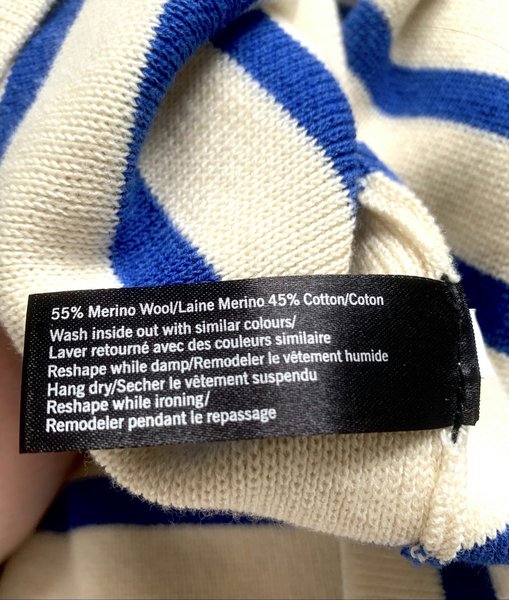 55% Merino Wool/Laine Merino 45% Cotton/Coton
Wash inside out with similar colours/
Laver retourné avec des couleurs similaire
Reshape while damp/Remodeler le vêtement humide
Hang dry/Secher le vêtement suspendu
Reshape while ironing/
Remodeler pendant le repassage